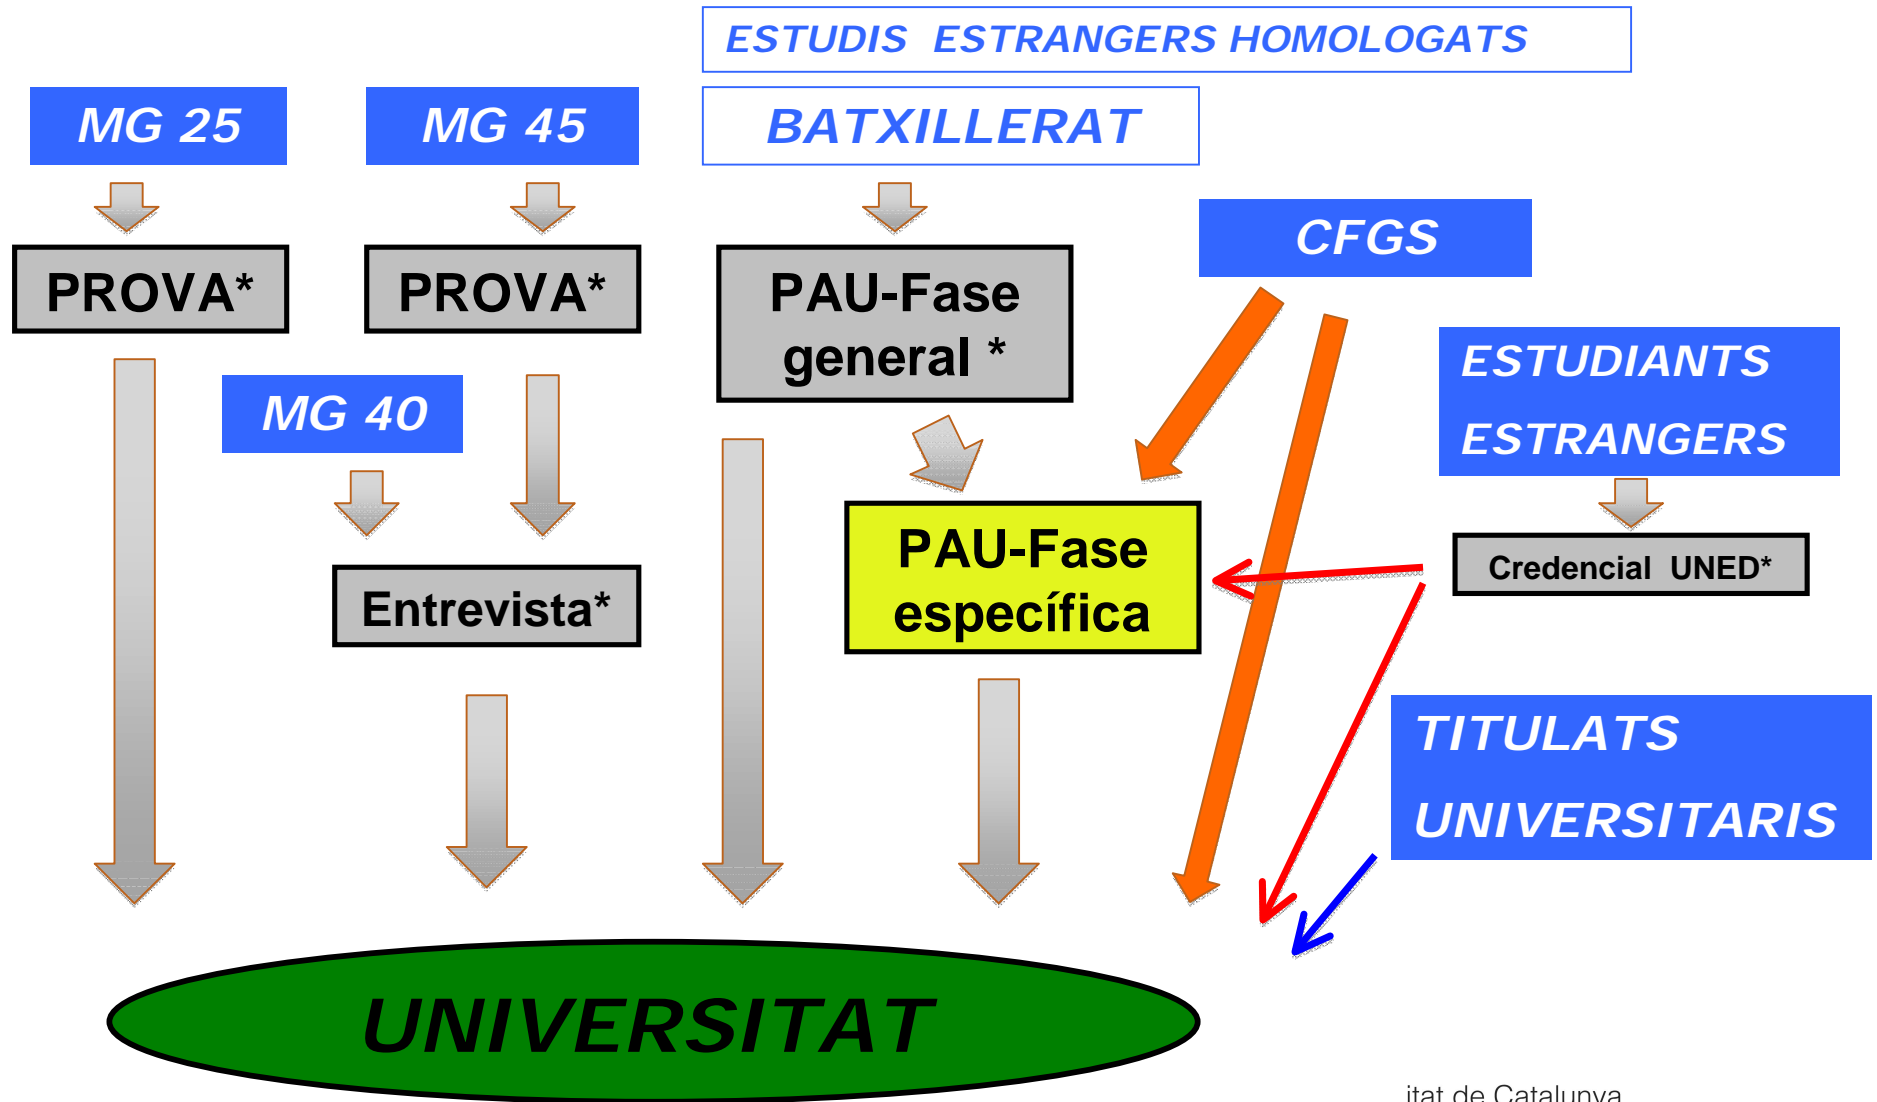 ESTUDIS ESTRANGERS HOMOLOGATS
MG 25
MG 45
BATXILLERAT
CFGS
PROVA*
PROVA*
PAU-Fase
general *
ESTUDIANTS
ESTRANGERS
MG 40
PAU-Fase
específica
Credencial UNED*
Entrevista*
TITULATS
UNIVERSITARIS
UNIVERSITAT
itat de Catalunya